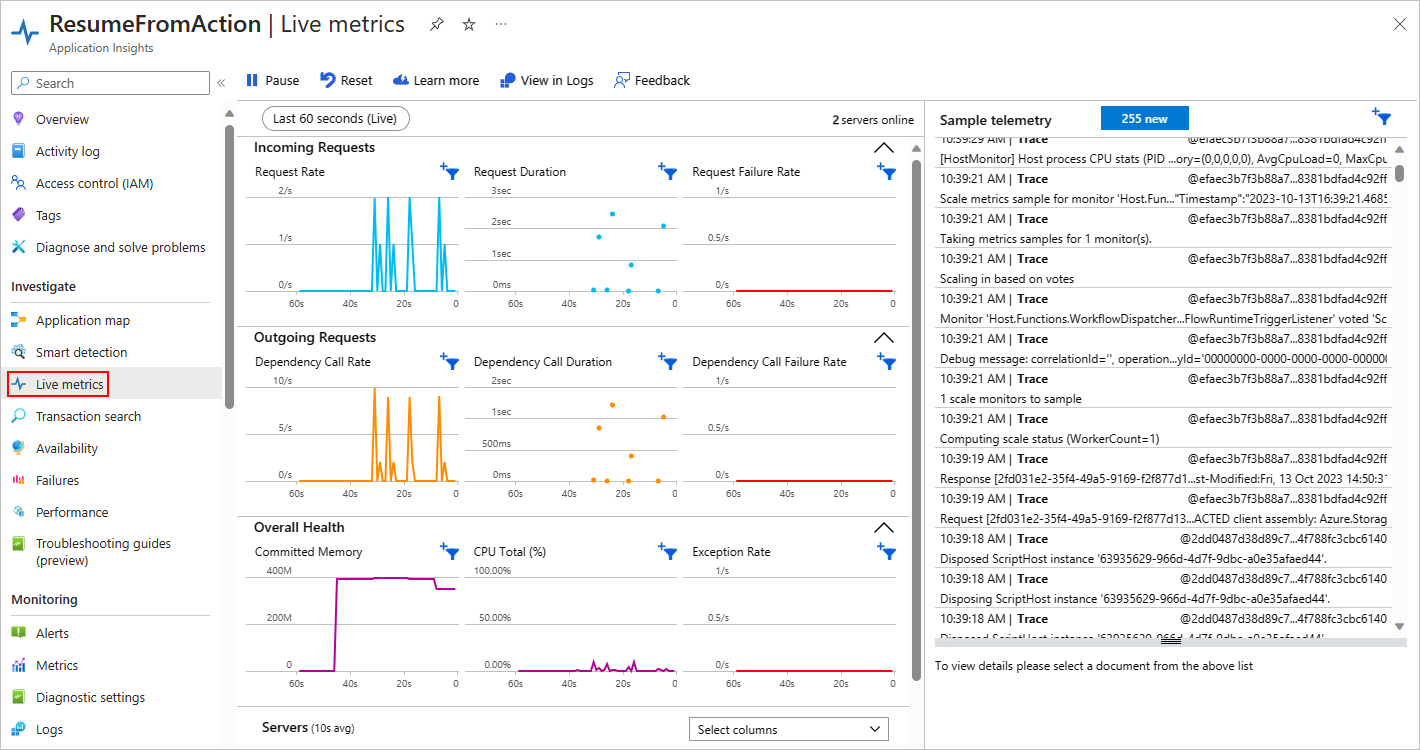 ResumeFromAction | Live metrics
Application Insights
Search
Overview
Activity log
Access control (IAM)
Tags
Diagnose and solve problems
Investigate
Application map
Smart detection
Live metrics
Transaction search
Availability
Failures
Performance
Troubleshooting guides
(preview)
Monitoring
Alerts
Metrics
Diagnostic settings
Logs
Pause Reset Learn more View in Logs Feedback
Last 60 seconds (Live)
2 servers online
Incoming Requests
Request Rate
2/s
1/s
0/s
60s 40s 20s 0
Request Duration
3sec
2sec
1sec
0ms
60s 40s 20s 0
Request Failure Rate
1/s
0.5/s
0/s
60s 40s 20s 0
Outgoing Requests
Dependency Call Rate
10/s
5/s
0/s
60s 40s 20s 0
Dependency Call Duration
2sec
1sec
500ms
0ms
60s 40s 20s 0
Dependency Call Failure Rate
1/s
0.5/s
0/s
60s 40s 20s 0
Overall Health
Committed Memory
400M
200M
0
60s 40s 20s 0
CPU Total (%)
100.00%
50.00%
0.00%
60s 40s 20s 0
Exception Rate
1/s
0.5/s
0/s
60s 40s 20s 0
Servers (10s avg)
Select columns
Sample telemetry
255 new
10:39:29 AM | Trace @efaec3b7f3b88a7...8381bdfad4c92ff
[HostMonitor] Host process CPU stats (PID ...ory=(0,0,0,0,0), AvgCpuLoad=0, MaxCpu
10:39:21 AM | Trace @efaec3b7f3b88a7...8381bdfad4c92ff
Scale metrics sample for monitor 'Host.Fun..."Timestamp":"2023-10-13T16:39:21.4685
10:39:21 AM | Trace @efaec3b7f3b88a7...8381bdfad4c92ff
Taking metrics samples for 1 monitor(s).
10:39:21 AM | Trace @efaec3b7f3b88a7...8381bdfad4c92ff
Scaling in based on votes
10:39:21 AM | Trace @efaec3b7f3b88a7...8381bdfad4c92ff
Monitor 'Host.Functions.WorkflowDispatcher...FlowRuntimeTriggerListener' voted 'Sc
10:39:21 AM | Trace @efaec3b7f3b88a7...8381bdfad4c92ff
Debug message: correlationId='', operation...yId='00000000-0000-0000-0000-000000
10:39:21 AM | Trace @efaec3b7f3b88a7...8381bdfad4c92ff
1 scale monitors to sample
10:39:21 AM | Trace @efaec3b7f3b88a7...8381bdfad4c92ff
Computing scale status (WorkerCount=1)
10:39:19 AM | Trace @efaec3b7f3b88a7...8381bdfad4c92ff
Response [2fd031e2-35f4-49a5-9169-f2f877d1...st-Modified:Fri, 13 Oct 2023 14:50:31
10:39:19 AM | Trace @efaec3b7f3b88a7...8381bdfad4c92ff
Request [2fd031e2-35f4-49a5-9169-f2f877d13...ACTED client assembly: Azure.Storag
10:39:18 AM | Trace @2dd0487d38d89c7...4f788fc3cbc6140
Disposed ScriptHost instance '63935629-966d-4d7f-9dbc-a0e35afaed44'.
10:39:18 AM | Trace @2dd0487d38d89c7...4f788fc3cbc6140
Disposing ScriptHost instance '63935629-966d-4d7f-9dbc-a0e35afaed44'.
10:39:18 AM | Trace @2dd0487d38d89c7...4f788fc3cbc6140
Disposed ScriptHost instance '63935629-966d-4d7f-9dbc-a0e35afaed44'.
To view details please select a document from the above list